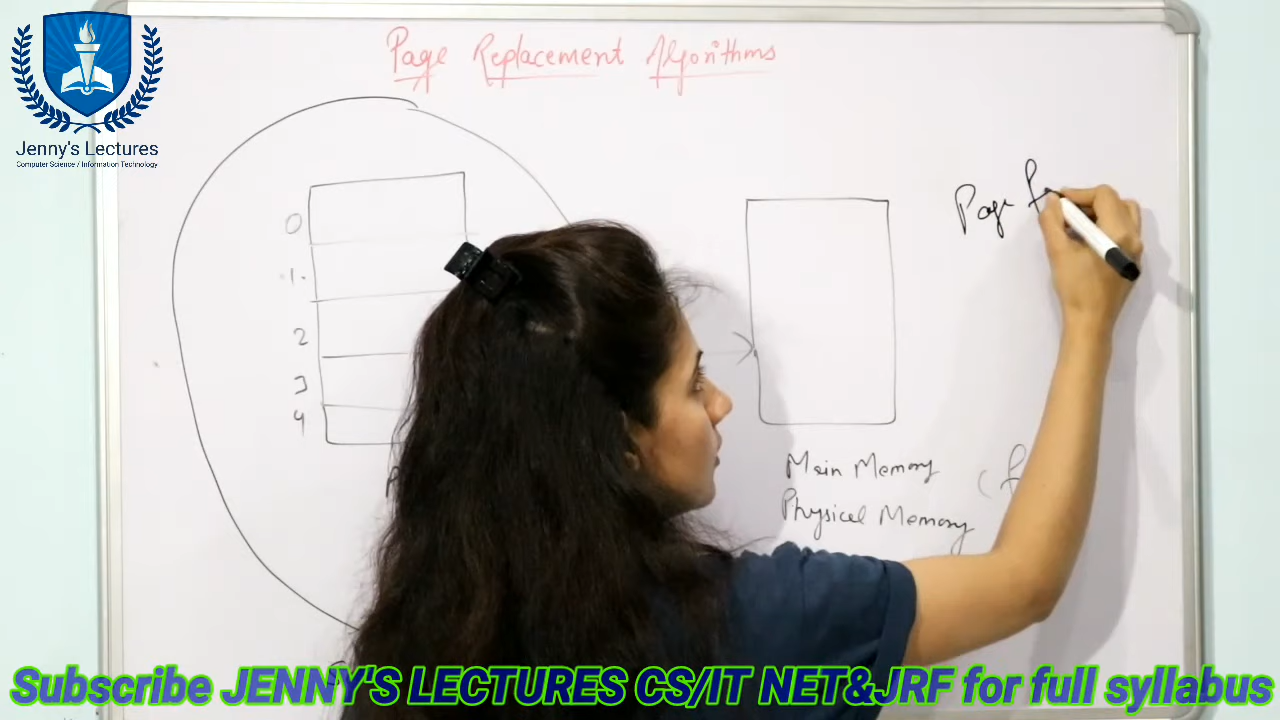 Jenny's Lectures
Computer Science / Information Technology
Page Replacement Algorithms
0
1
2
3
4
Page
Main Memory
Physical Memory
Subscribe JENNY'S LECTURES CS/IT NET&JRF for full syllabus